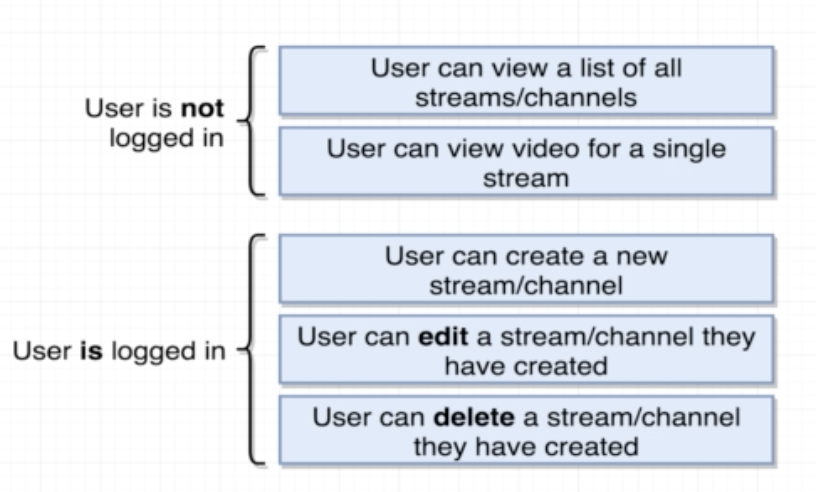 User is not
logged in
User can view a list of all
streams/channels
User can view video for a single
stream
User is logged in
User can create a new
stream/channel
User can edit a stream/channel they
have created
User can delete a stream/channel
they have created